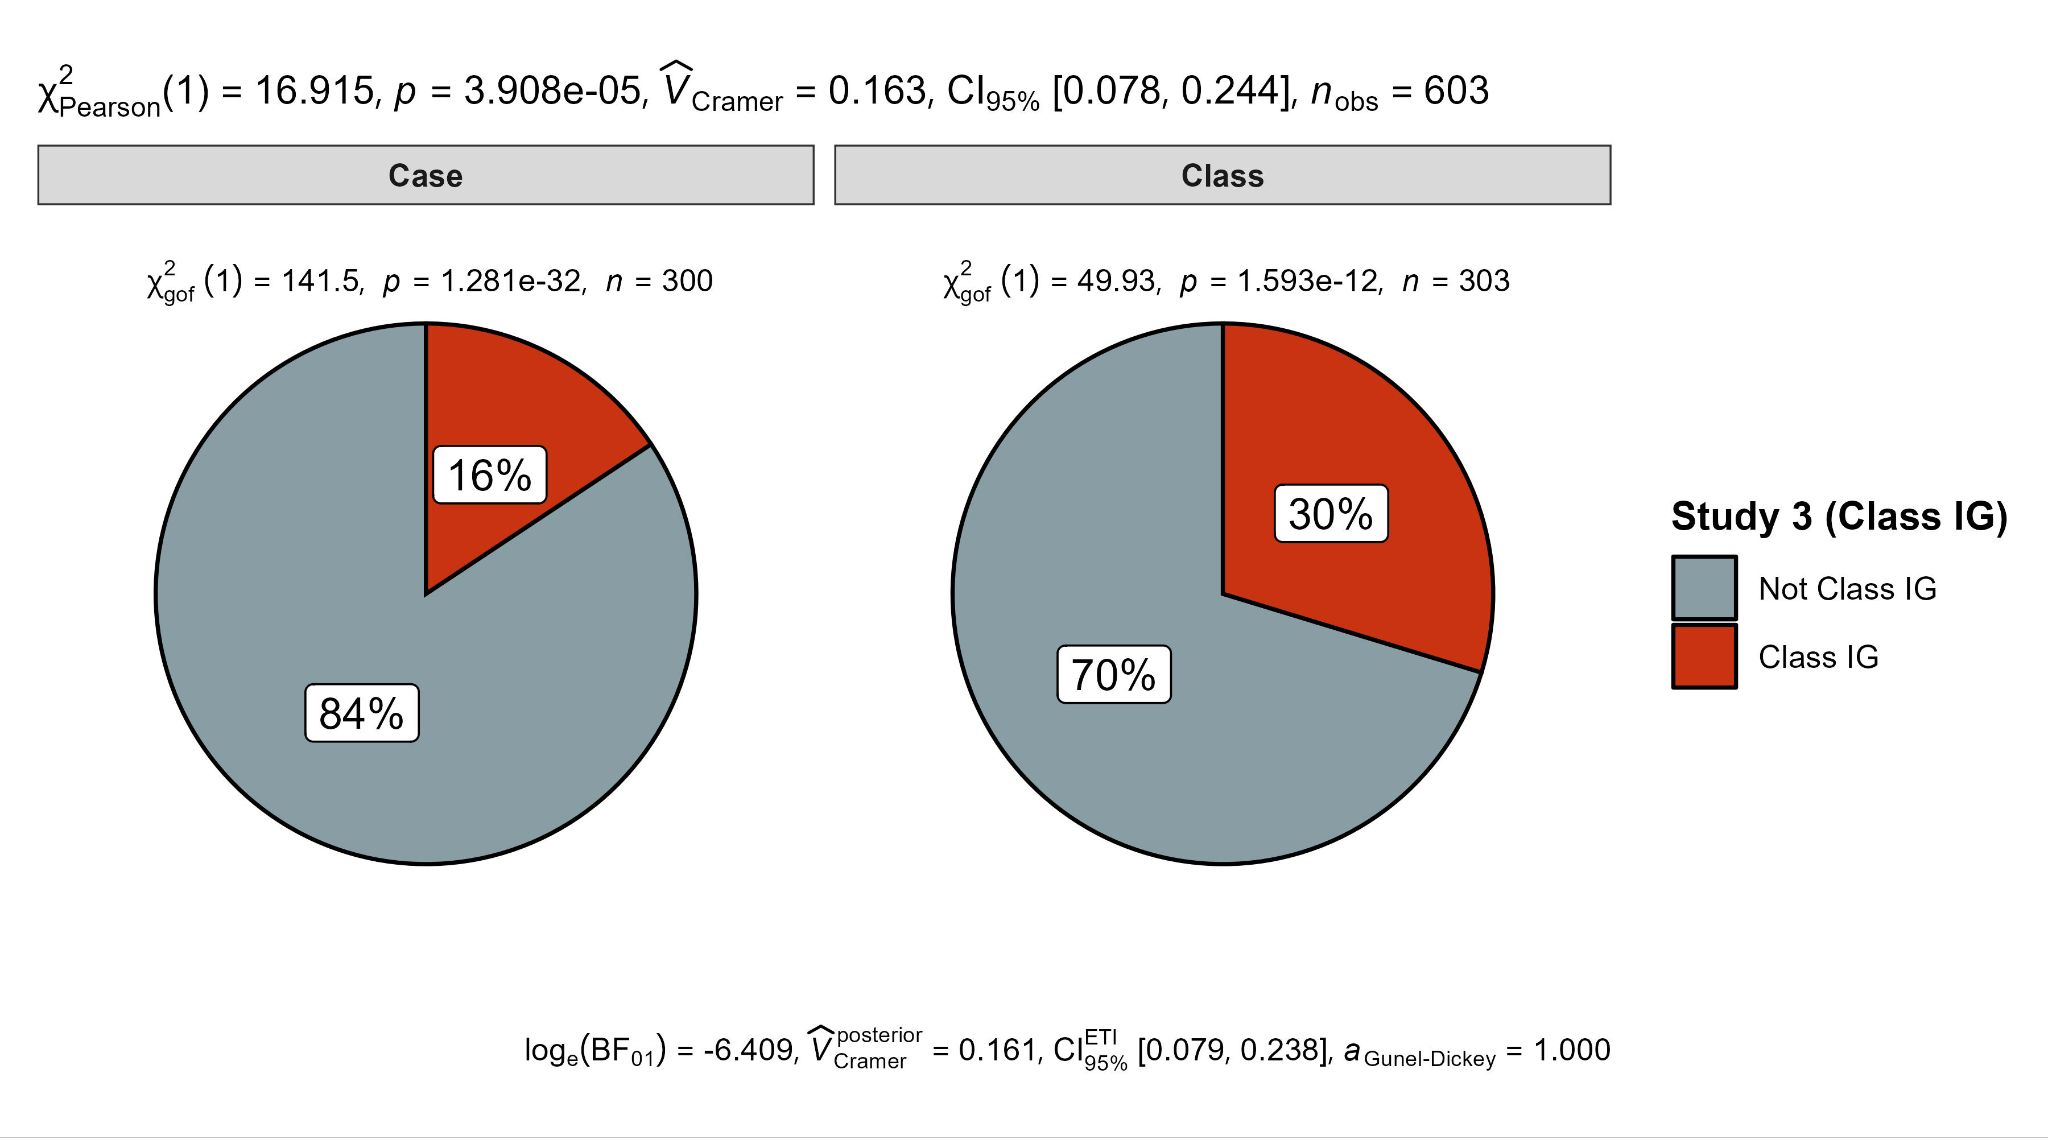 χ²Pearson(1) = 16.915, p = 3.908e-05, V̂Cramer = 0.163, CI95% [0.078, 0.244], nobs = 603
Case
Class
χ²gof (1) = 141.5, p = 1.281e-32, n = 300
χ²gof (1) = 49.93, p = 1.593e-12, n = 303
16%
84%
30%
70%
Study 3 (Class IG)
Not Class IG
Class IG
loge(BF01) = -6.409, V̂posteriorCramer = 0.161, CIETI95% [0.079, 0.238], aGunel-Dickey = 1.000